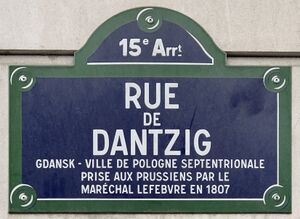 15e Arrt
RUE
DE
DANTZIG
GDANSK - VILLE DE POLOGNE SEPTENTRIONALE
PRISE AUX PRUSSIENS PAR LE
MARÉCHAL LEFEBVRE EN 1807